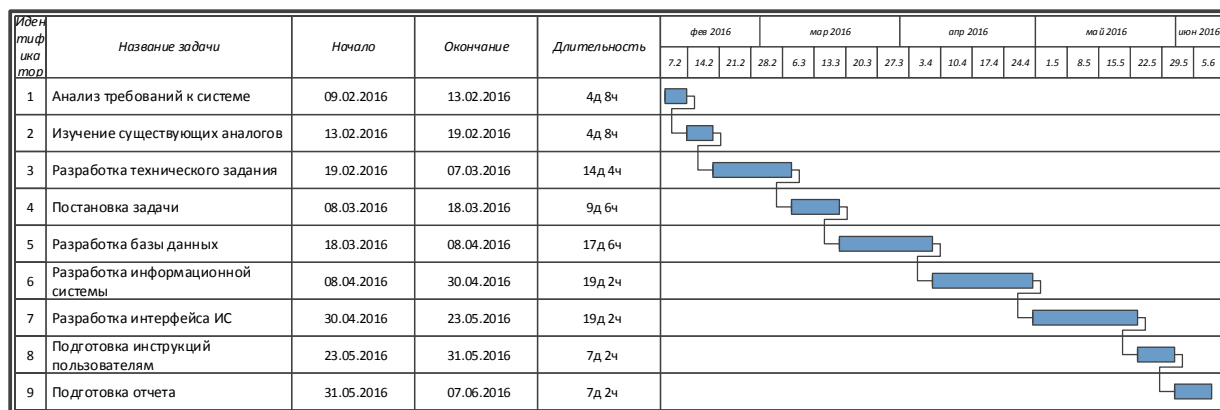 Иден
тиф
ика
тор
Название задачи
Начало
Окончание
Длительность
фев 2016
мар 2016
апр 2016
май 2016
июн 2016
7.2
14.2
21.2
28.2
6.3
13.3
20.3
27.3
3.4
10.4
17.4
24.4
1.5
8.5
15.5
22.5
29.5
5.6
1
Анализ требований к системе
09.02.2016
13.02.2016
4д 8ч
2
Изучение существующих аналогов
13.02.2016
19.02.2016
4д 8ч
3
Разработка технического задания
19.02.2016
07.03.2016
14д 4ч
4
Постановка задачи
08.03.2016
18.03.2016
9д 6ч
5
Разработка базы данных
18.03.2016
08.04.2016
17д 6ч
6
Разработка информационной
системы
08.04.2016
30.04.2016
19д 2ч
7
Разработка интерфейса ИС
30.04.2016
23.05.2016
19д 2ч
8
Подготовка инструкций
пользователям
23.05.2016
31.05.2016
7д 2ч
9
Подготовка отчета
31.05.2016
07.06.2016
7д 2ч